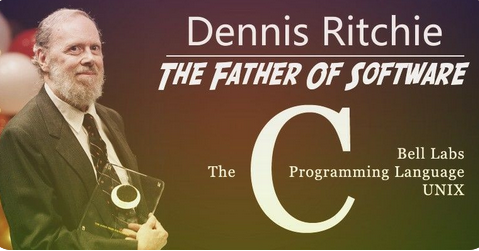 Dennis Ritchie
THE FATHER OF SOFTWARE
Bell Labs
The C Programming Language
UNIX